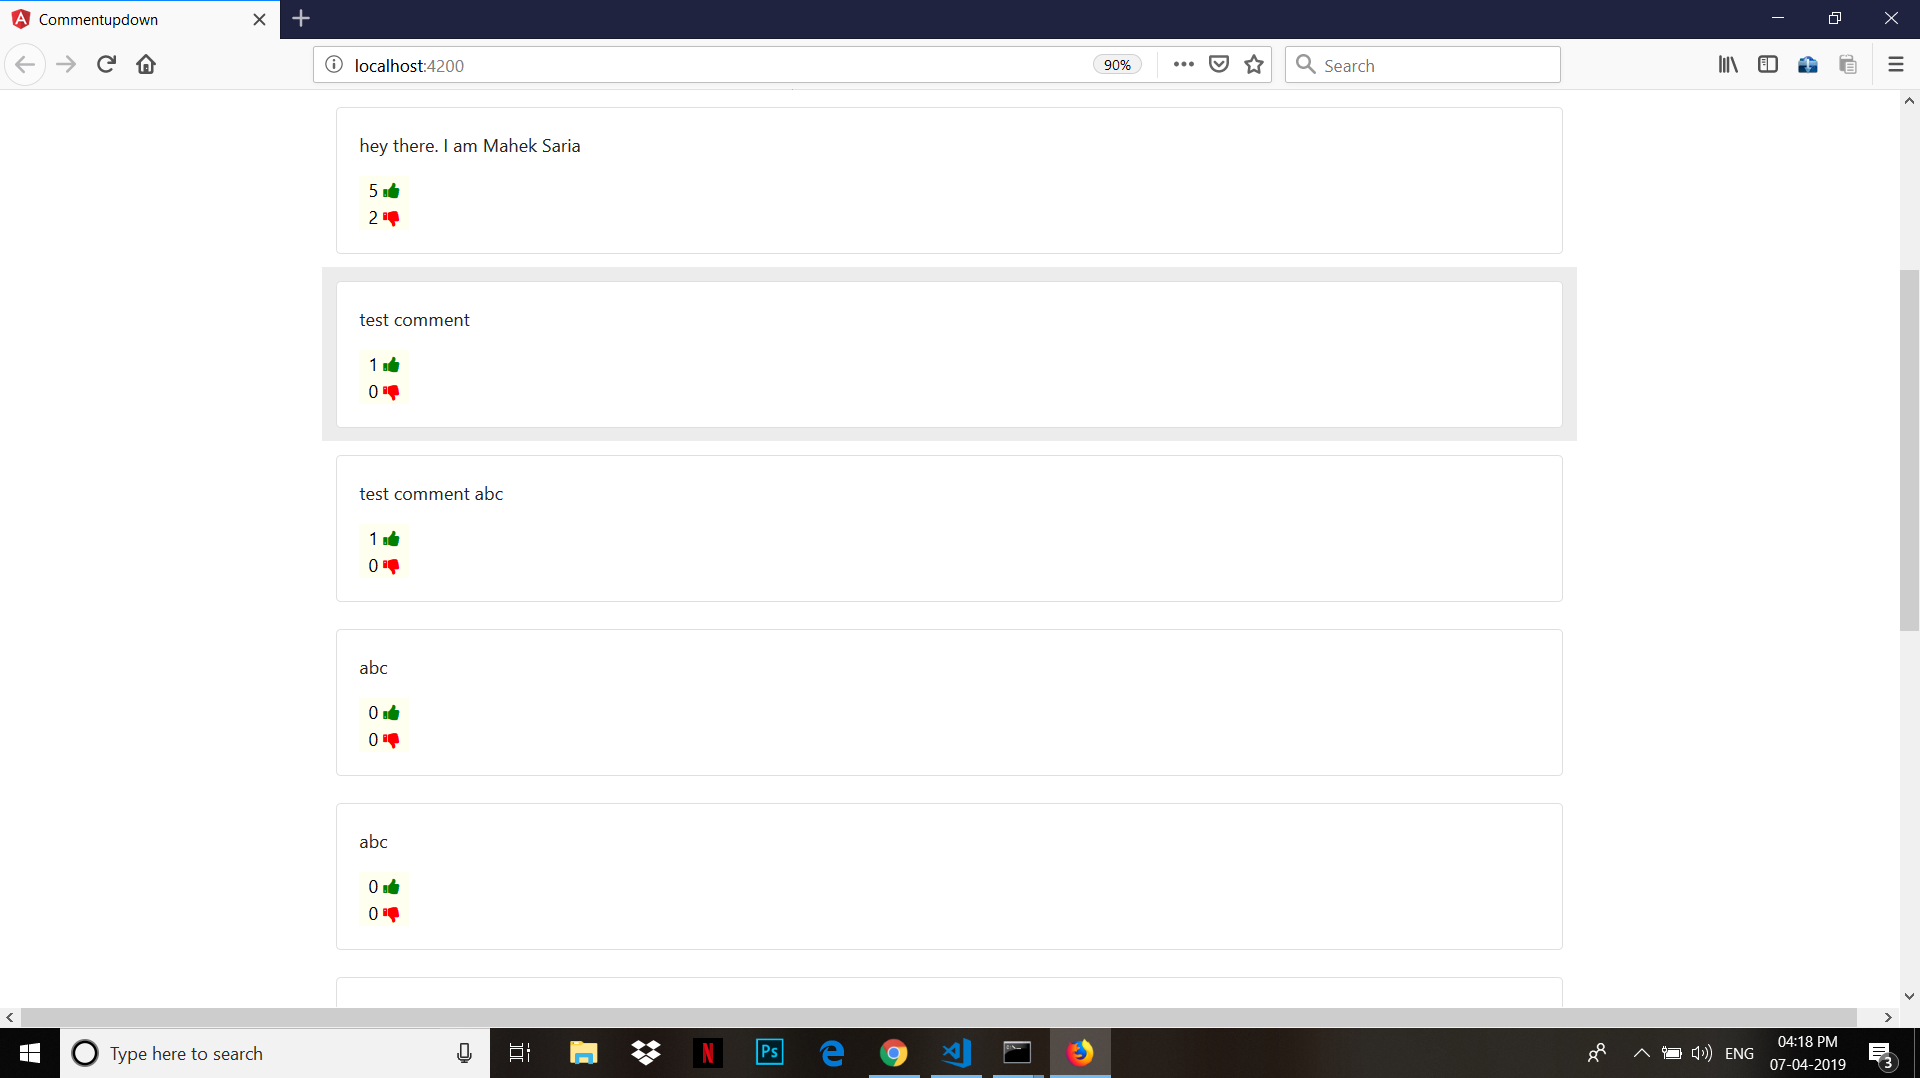 Commentupdown
localhost:4200
90%
Search
hey there. I am Mahek Saria
5
2
test comment
1
0
test comment abc
1
0
abc
0
0
abc
0
0
Type here to search
N
Ps
ENG
04:18 PM
07-04-2019
3